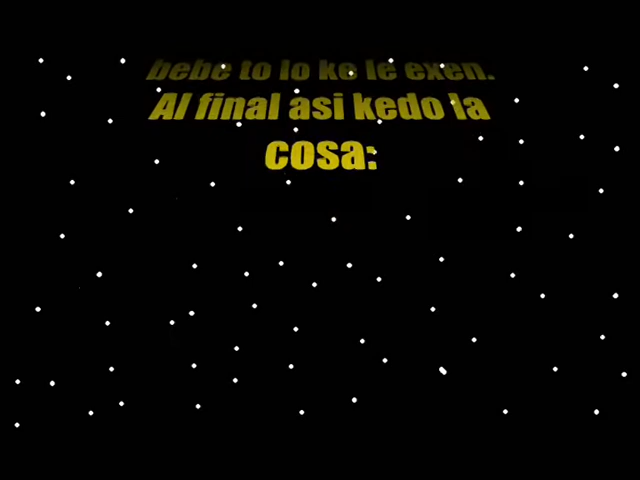 bebe to lo ke le exen.
Al final asi kedo la
cosa: